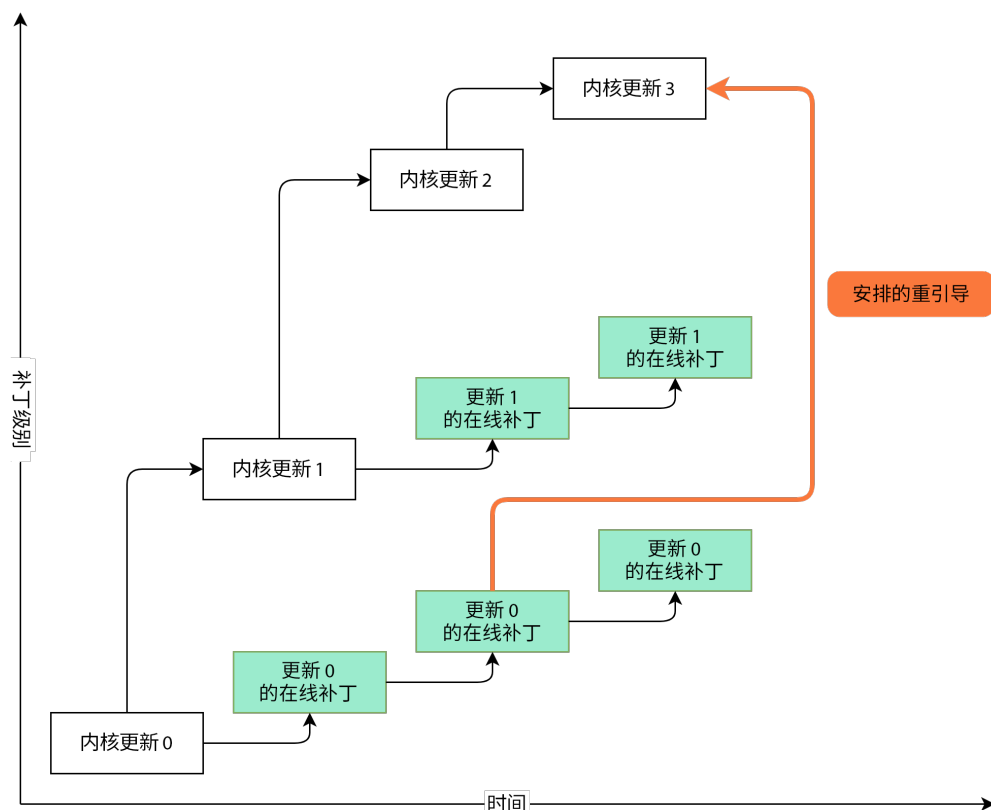 内核更新 3
内核更新 2
安排的重引导
更新 1
的在线补丁
更新 1
的在线补丁
补丁级别
内核更新 1
更新 0
的在线补丁
更新 0
的在线补丁
更新 0
的在线补丁
内核更新 0
时间